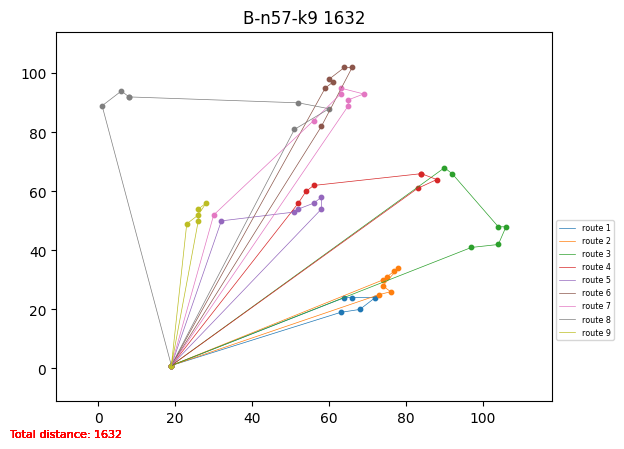 B-n57-k9 1632
100
80
60
40
20
0
0 20 40 60 80 100
route 1
route 2
route 3
route 4
route 5
route 6
route 7
route 8
route 9
Total distance: 1632